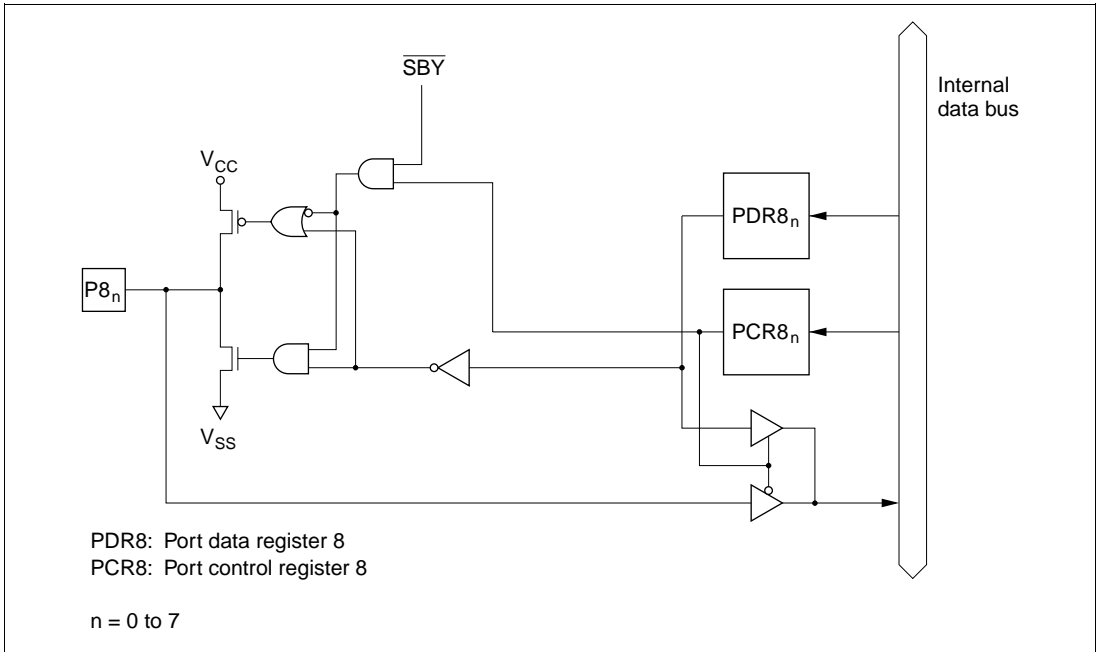 SBY
Internal
data bus
VCC
PDR8n
P8n
PCR8n
VSS
PDR8: Port data register 8
PCR8: Port control register 8
n = 0 to 7